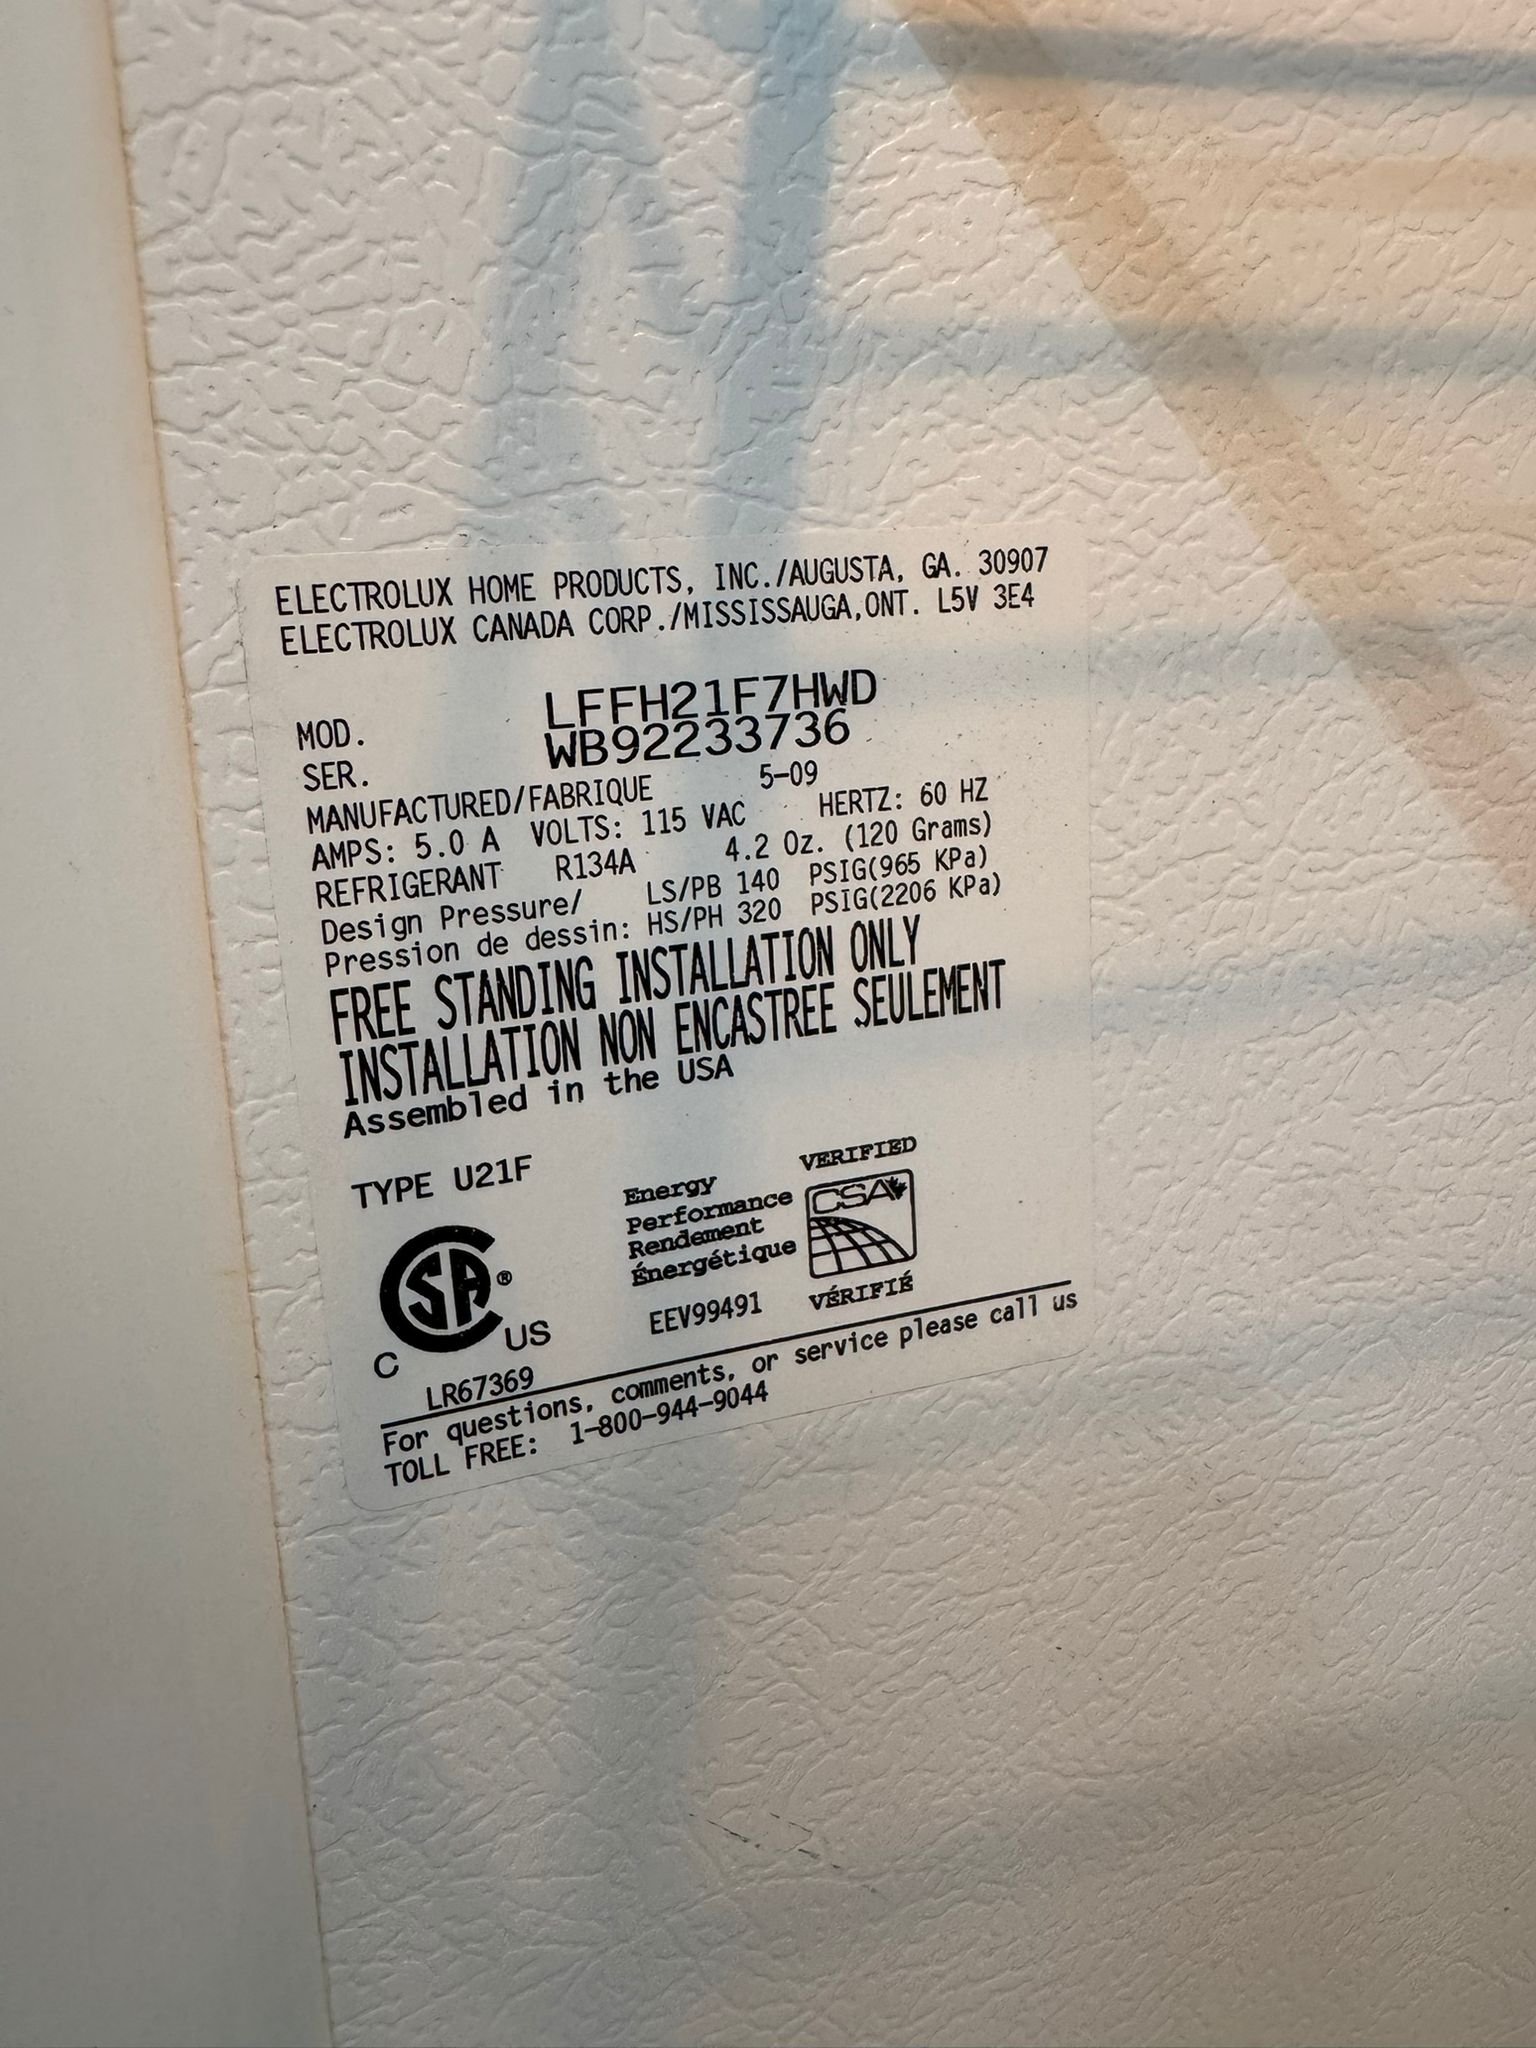 ELECTROLUX HOME PRODUCTS, INC./AUGUSTA, GA. 30907
ELECTROLUX CANADA CORP./MISSISSAUGA,ONT. L5V 3E4
MOD. LFFH21F7HWD
SER. WB92233736
MANUFACTURED/FABRIQUE 5-09
AMPS: 5.0 A VOLTS: 115 VAC HERTZ: 60 HZ
REFRIGERANT R134A 4.2 Oz. (120 Grams)
Design Pressure/ LS/PB 140 PSIG(965 KPa)
Pression de dessin: HS/PH 320 PSIG(2206 KPa)
FREE STANDING INSTALLATION ONLY
INSTALLATION NON ENCASTREE SEULEMENT
Assembled in the USA
TYPE U21F
SA ®
C US
LR67369
Energy
Performance
Rendement
Énergétique
EEV99491
VERIFIED
CSA
VÉRIFIÉ
For questions, comments, or service please call us
TOLL FREE: 1-800-944-9044